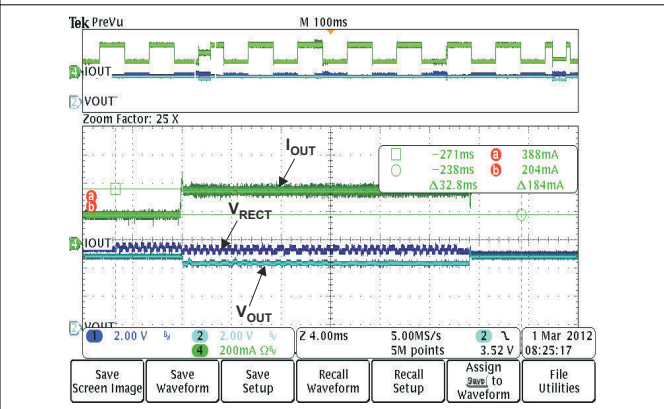 Tek PreVu M 100ms
4 IOUT
2 VOUT
Zoom Factor: 25 X
IOUT
-271ms a 388mA
-238ms b 204mA
Δ32.8ms Δ184mA
a
b
VRECT
4 IOUT
VOUT
2 VOUT
1 2.00 V 2 2.00 V Z 4.00ms 5.00MS/s 2 1 Mar 2012
4 200mA Ω 5M points 3.52 V 08:25:17
Save Screen Image
Save Waveform
Save Setup
Recall Waveform
Recall Setup
Assign Save to Waveform
File Utilities